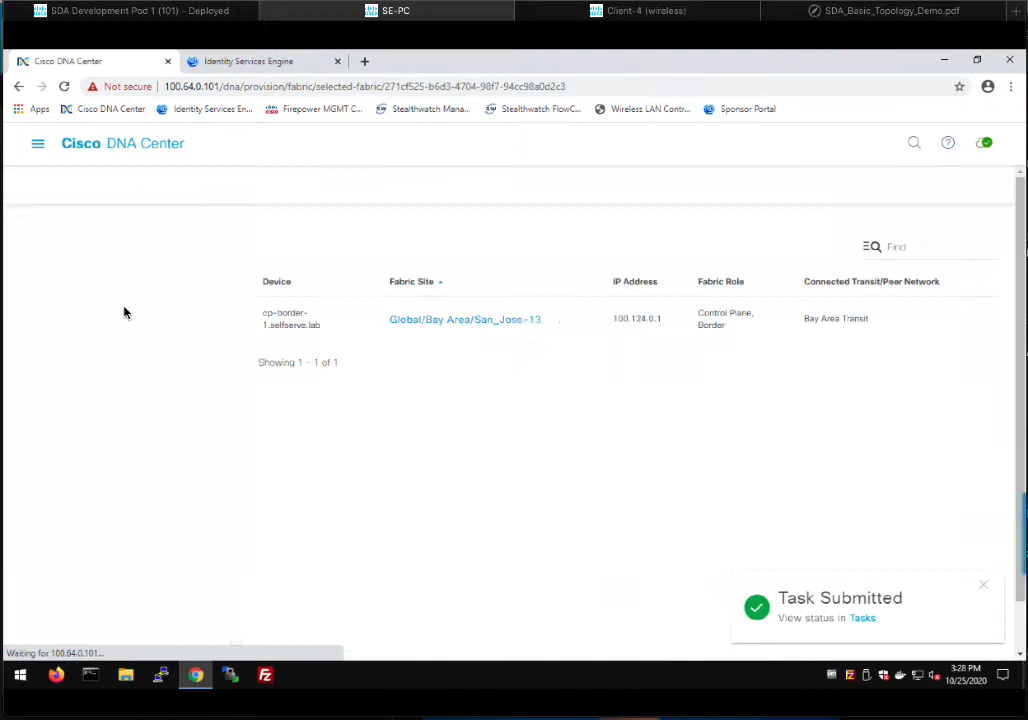 SDA Development Pod 1 (101) - Deployed
SE-PC
Client-4 (wireless)
SDA_Basic_Topology_Demo.pdf
Cisco DNA Center
Identity Services Engine
Not secure
100.64.0.101/dna/provision/fabric/selected-fabric/271cf525-b6d3-4704-98f7-94cc98a0d2c3
Apps
Cisco DNA Center
Identity Services En...
Firepower MGMT C...
Stealthwatch Mana...
Stealthwatch FlowC...
Wireless LAN Contr...
Sponsor Portal
Cisco DNA Center
Find
Device
Fabric Site
IP Address
Fabric Role
Connected Transit/Peer Network
cp-border-
1.selfserve.lab
Global/Bay Area/San_Jose-13
100.124.0.1
Control Plane,
Border
Bay Area Transit
Showing 1 - 1 of 1
Task Submitted
View status in Tasks
Waiting for 100.64.0.101...
3:28 PM
10/25/2020